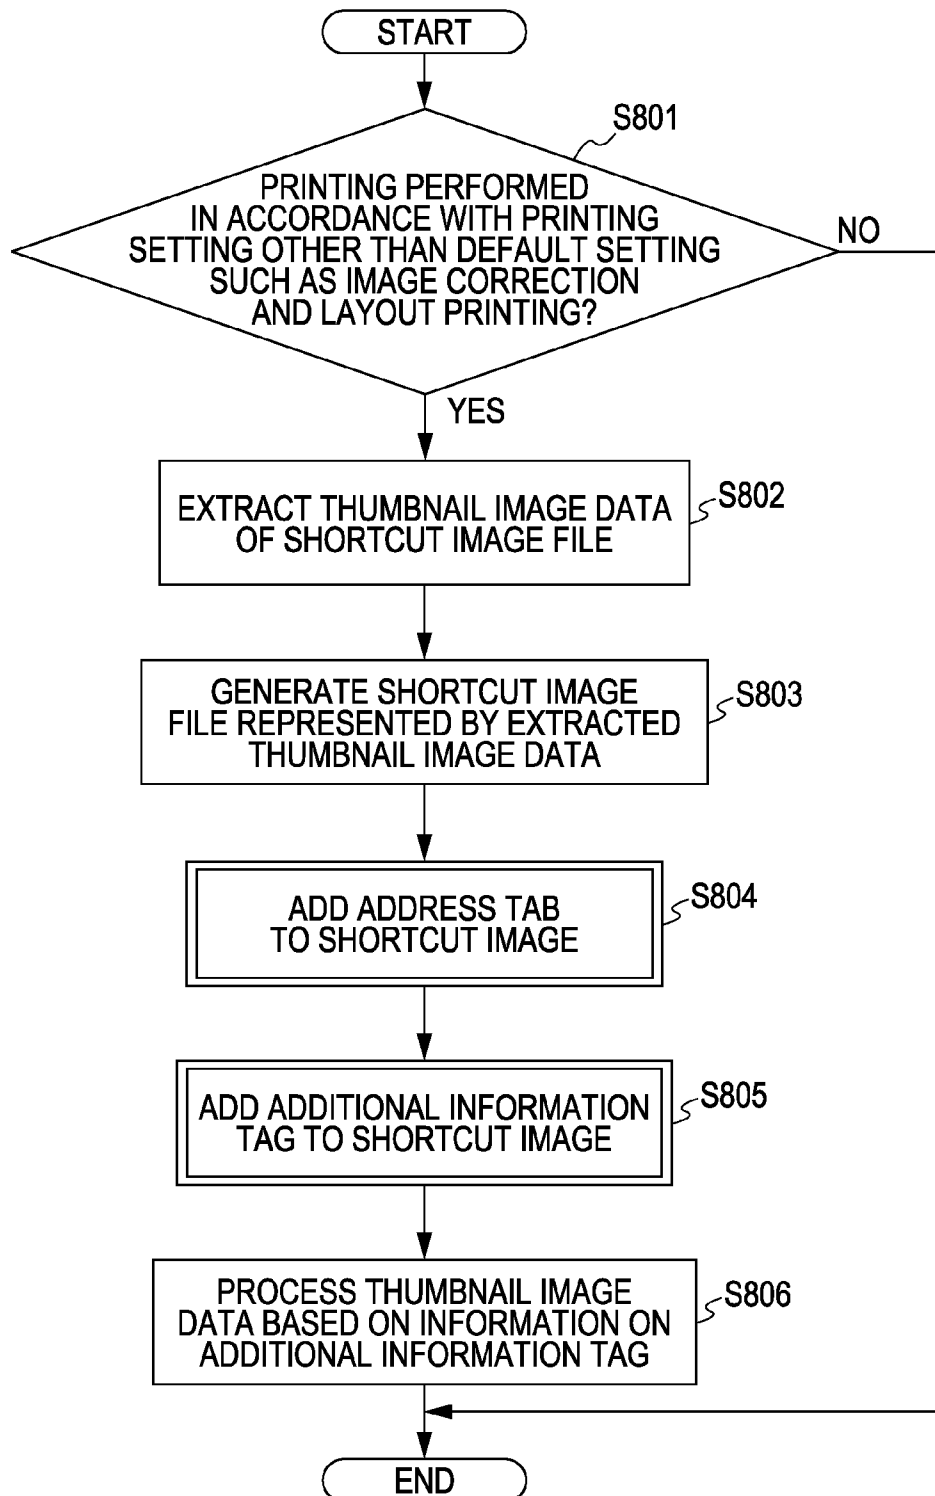 START
S801
PRINTING PERFORMED
IN ACCORDANCE WITH PRINTING
SETTING OTHER THAN DEFAULT SETTING
SUCH AS IMAGE CORRECTION
AND LAYOUT PRINTING?
NO
YES
S802
EXTRACT THUMBNAIL IMAGE DATA
OF SHORTCUT IMAGE FILE
S803
GENERATE SHORTCUT IMAGE
FILE REPRESENTED BY EXTRACTED
THUMBNAIL IMAGE DATA
S804
ADD ADDRESS TAB
TO SHORTCUT IMAGE
S805
ADD ADDITIONAL INFORMATION
TAG TO SHORTCUT IMAGE
S806
PROCESS THUMBNAIL IMAGE
DATA BASED ON INFORMATION ON
ADDITIONAL INFORMATION TAG
END